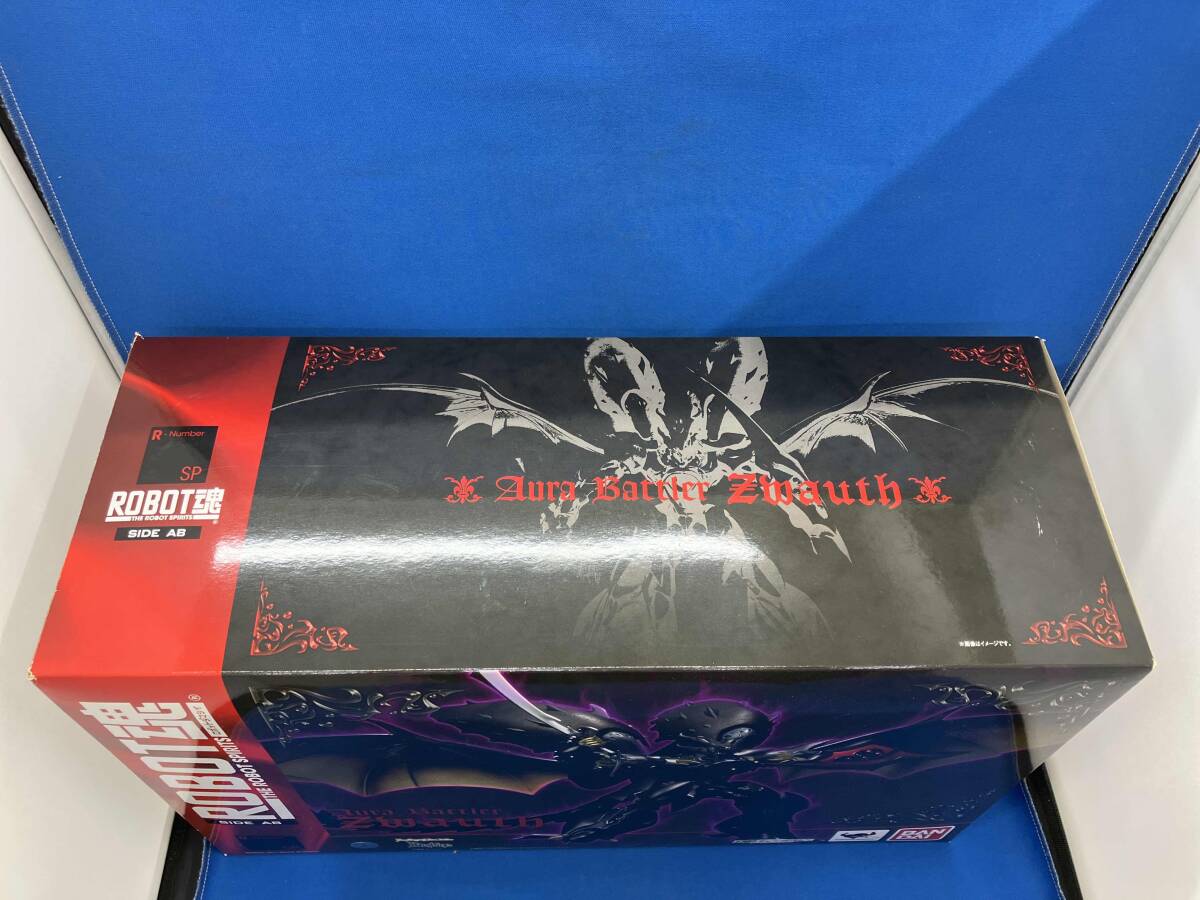 R-Number
SP
ROBOT魂
THE ROBOT SPIRITS
SIDE AB
Aura Battler Zwauth
※画像はイメージです。
ROBOT魂
THE ROBOT SPIRITS
SIDE AB
Aura Battler
Zwauth
BAN
DAI